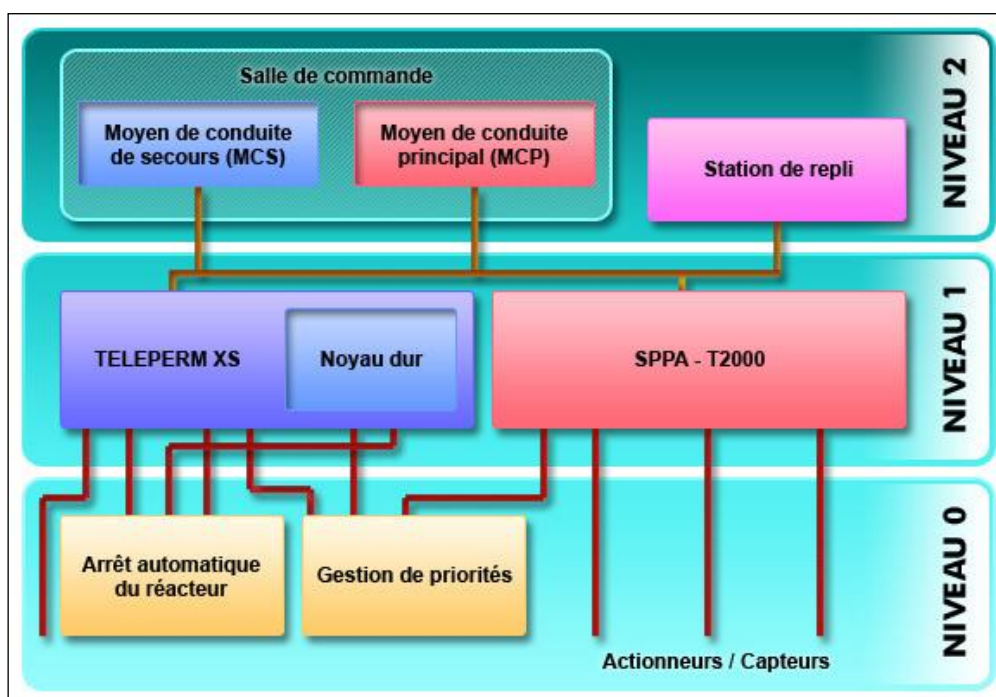 Salle de commande
Moyen de conduite
de secours (MCS)
Moyen de conduite
principal (MCP)
Station de repli
NIVEAU 2
TELEPERM XS
Noyau dur
SPPA - T2000
NIVEAU 1
Arrêt automatique
du réacteur
Gestion de priorités
Actionneurs / Capteurs
NIVEAU 0